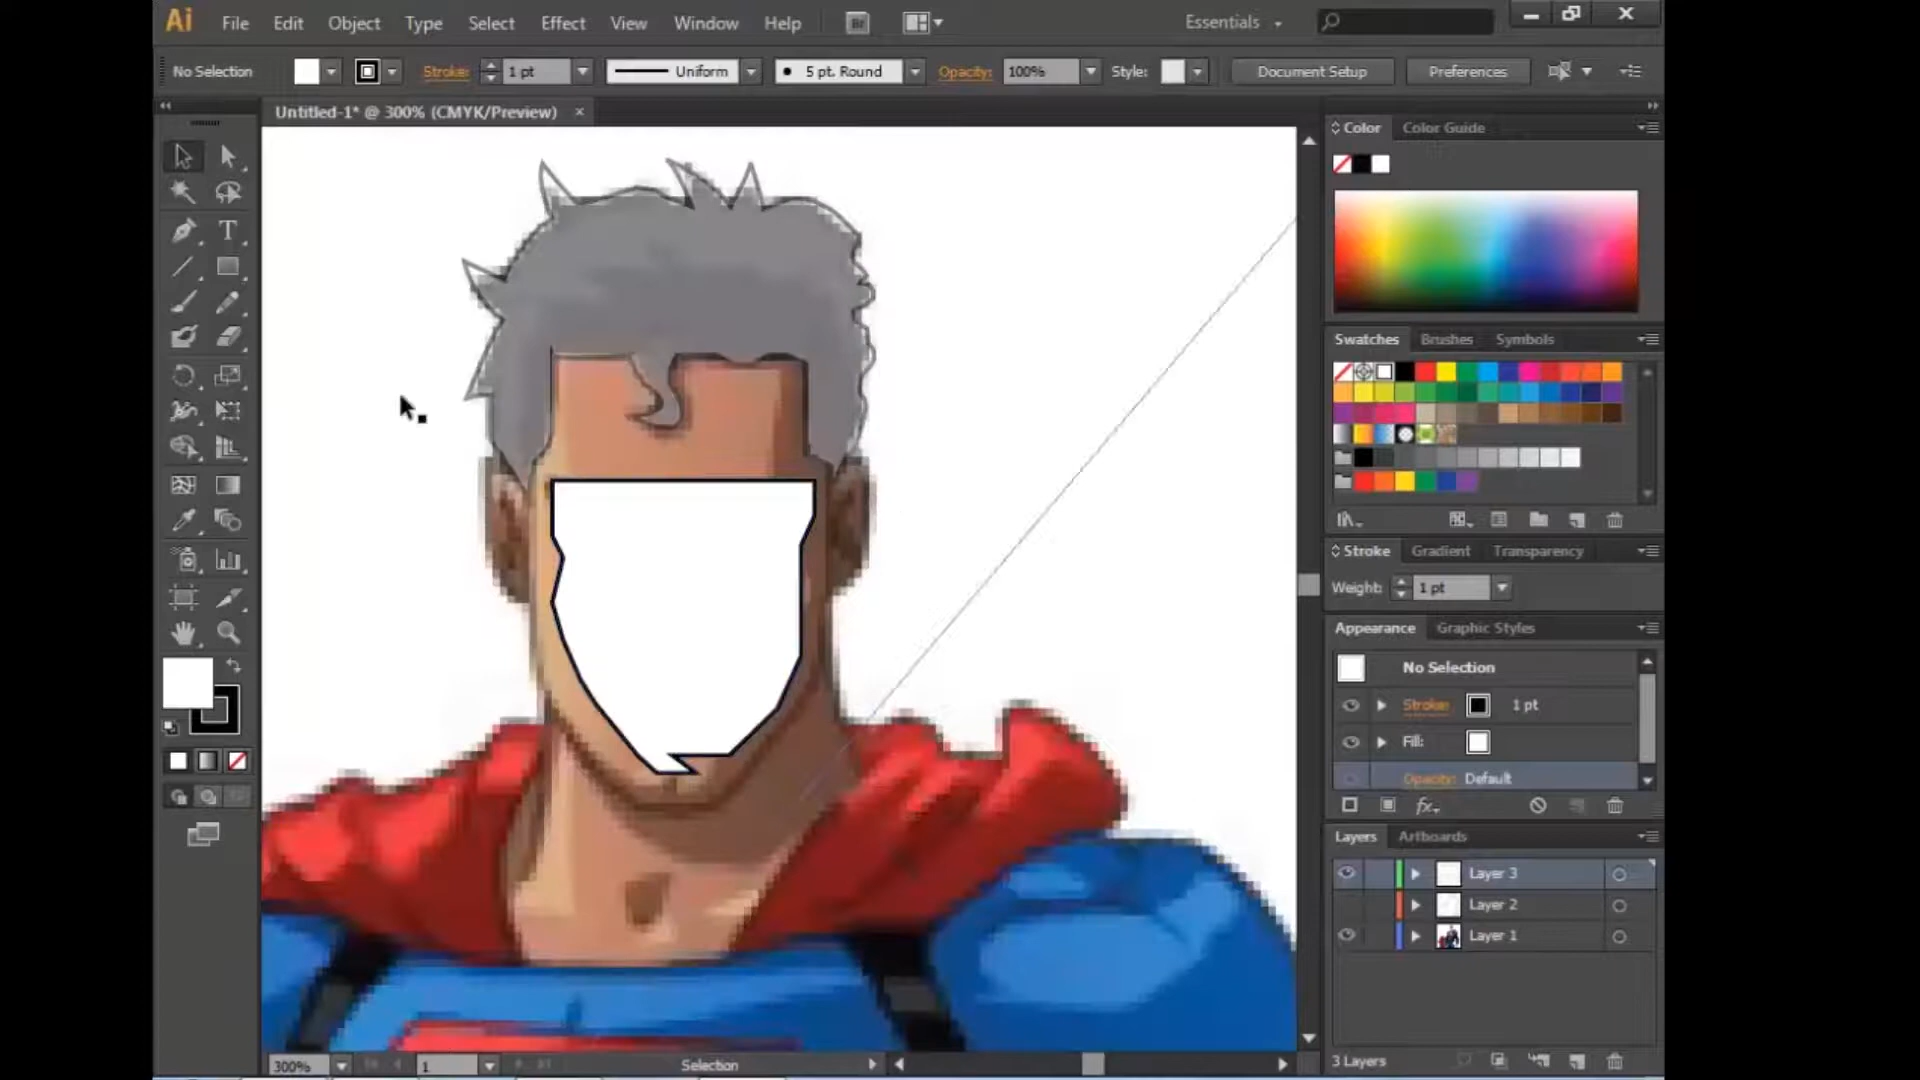 Ai File Edit Object Type Select Effect View Window Help Br Essentials
No Selection Stroke: 1 pt Uniform 5 pt. Round Opacity: 100% Style: Document Setup Preferences
Untitled-1* @ 300% (CMYK/Preview) ×
Color Color Guide
Swatches Brushes Symbols
Stroke Gradient Transparency
Weight: 1 pt
Appearance Graphic Styles
No Selection
Stroke: 1 pt
Fill:
Opacity: Default
fx
Layers Artboards
Layer 3
Layer 2
Layer 1
3 Layers
300% 1 Selection